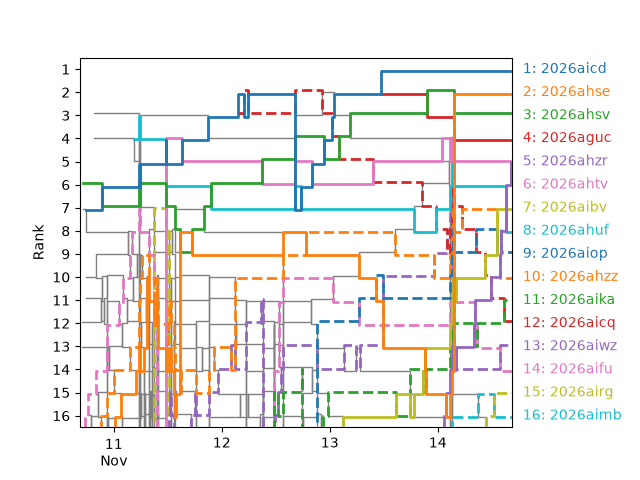 1
2
3
4
5
6
7
8
9
10
11
12
13
14
15
16
Rank
11
12
13
14
Nov
1: 2026aicd
2: 2026ahse
3: 2026ahsv
4: 2026aguc
5: 2026ahzr
6: 2026ahtv
7: 2026aibv
8: 2026ahuf
9: 2026aiop
10: 2026ahzz
11: 2026aika
12: 2026aicq
13: 2026aiwz
14: 2026aifu
15: 2026airg
16: 2026aimb